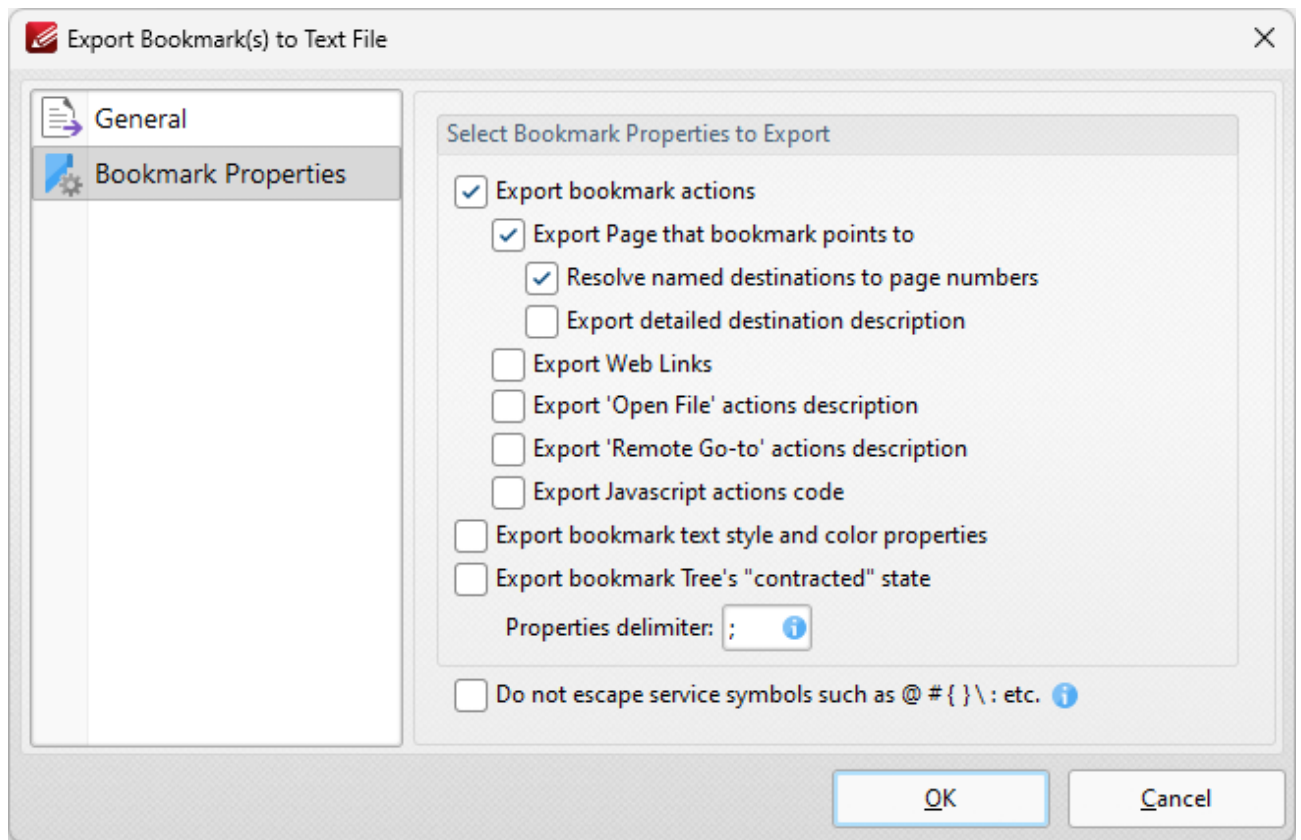 Export Bookmark(s) to Text File
General
Bookmark Properties
Select Bookmark Properties to Export
Export bookmark actions
Export Page that bookmark points to
Resolve named destinations to page numbers
Export detailed destination description
Export Web Links
Export 'Open File' actions description
Export 'Remote Go-to' actions description
Export Javascript actions code
Export bookmark text style and color properties
Export bookmark Tree's "contracted" state
Properties delimiter: ;
Do not escape service symbols such as @ # { } \ : etc.
OK Cancel